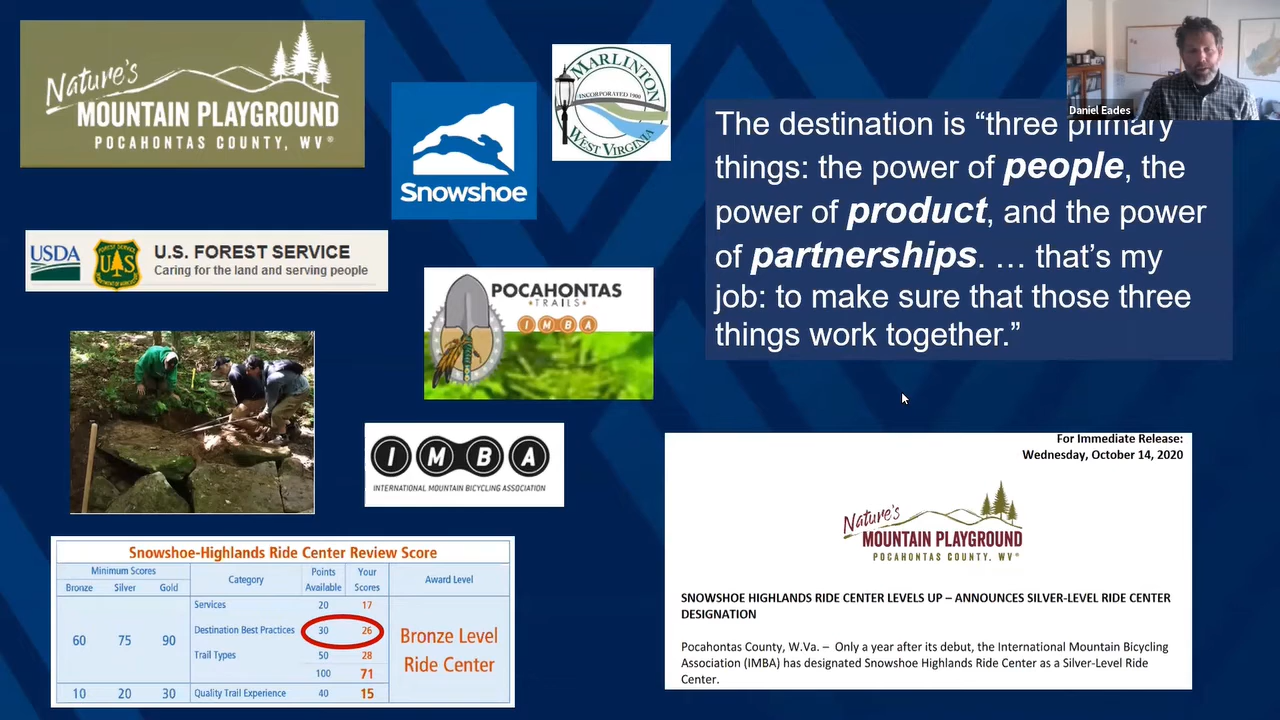 Nature's
MOUNTAIN PLAYGROUND
POCAHONTAS COUNTY, WV®
Snowshoe
MARLINTON
INCORPORATED 1900
WEST VIRGINIA
Daniel Eades
The destination is “three primary
things: the power of people, the
power of product, and the power
of partnerships. … that’s my
job: to make sure that those three
things work together.”
USDA
FOREST SERVICE
U S
DEPARTMENT OF AGRICULTURE
U.S. FOREST SERVICE
Caring for the land and serving people
POCAHONTAS
TRAILS
IMBA
IMBA
INTERNATIONAL MOUNTAIN BICYCLING ASSOCIATION
Snowshoe-Highlands Ride Center Review Score
Minimum Scores
Bronze Silver Gold
Category
Points Available
Your Scores
Award Level
60 75 90
Services 20 17
Destination Best Practices 30 26
Trail Types 50 28
100 71
Bronze Level
Ride Center
10 20 30 Quality Trail Experience 40 15
For Immediate Release:
Wednesday, October 14, 2020
Nature's
MOUNTAIN PLAYGROUND
POCAHONTAS COUNTY, WV®
SNOWSHOE HIGHLANDS RIDE CENTER LEVELS UP – ANNOUNCES SILVER-LEVEL RIDE CENTER
DESIGNATION
Pocahontas County, W.Va. – Only a year after its debut, the International Mountain Bicycling
Association (IMBA) has designated Snowshoe Highlands Ride Center as a Silver-Level Ride
Center.